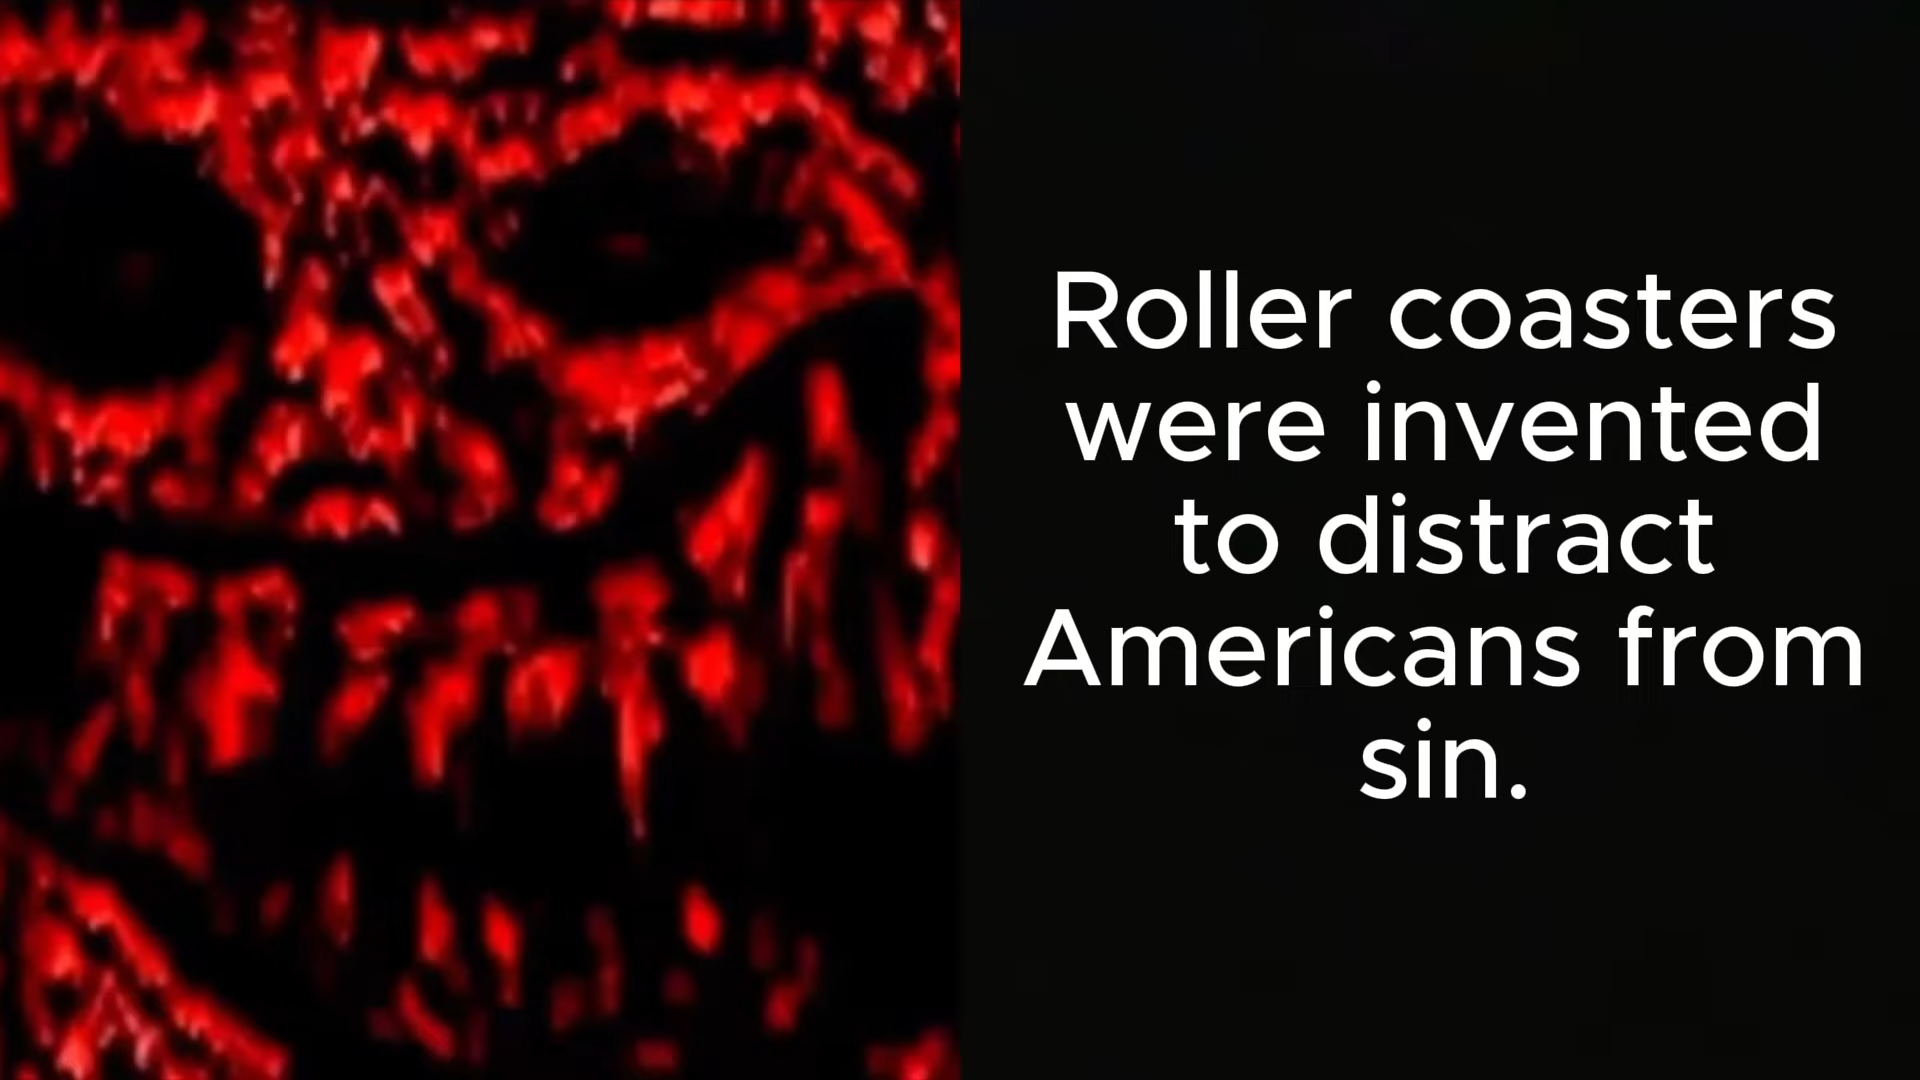 Roller coasters
were invented
to distract
Americans from
sin.